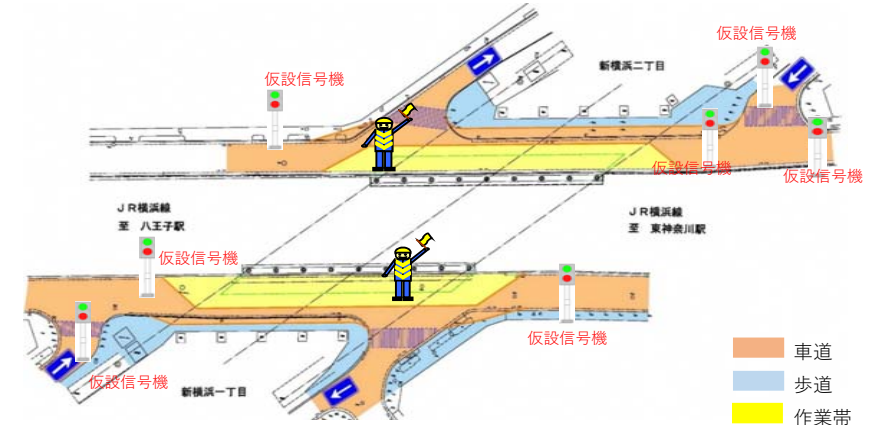 仮設信号機
仮設信号機
新横浜二丁目
仮設信号機
仮設信号機
JR横浜線
至 八王子駅
JR横浜線
至 東神奈川駅
仮設信号機
仮設信号機
仮設信号機
新横浜一丁目
車道
歩道
作業帯